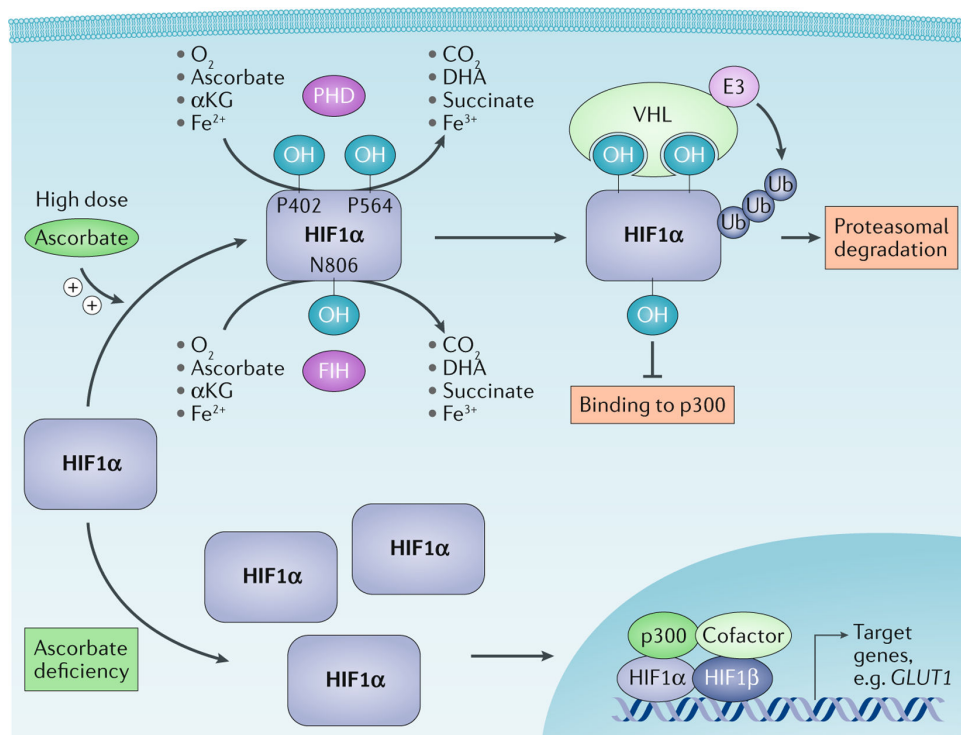 • O₂
• Ascorbate
• αKG
• Fe²⁺
PHD
• CO₂
• DHA
• Succinate
• Fe³⁺
OH
OH
P402
P564
HIF1α
N806
OH
FIH
• O₂
• Ascorbate
• αKG
• Fe²⁺
• CO₂
• DHA
• Succinate
• Fe³⁺
High dose
Ascorbate
+
+
HIF1α
VHL
E3
OH
OH
HIF1α
Ub
Ub
Ub
OH
Proteasomal
degradation
Binding to p300
Ascorbate
deficiency
HIF1α
HIF1α
HIF1α
p300
Cofactor
HIF1α
HIF1β
Target
genes,
e.g. GLUT1